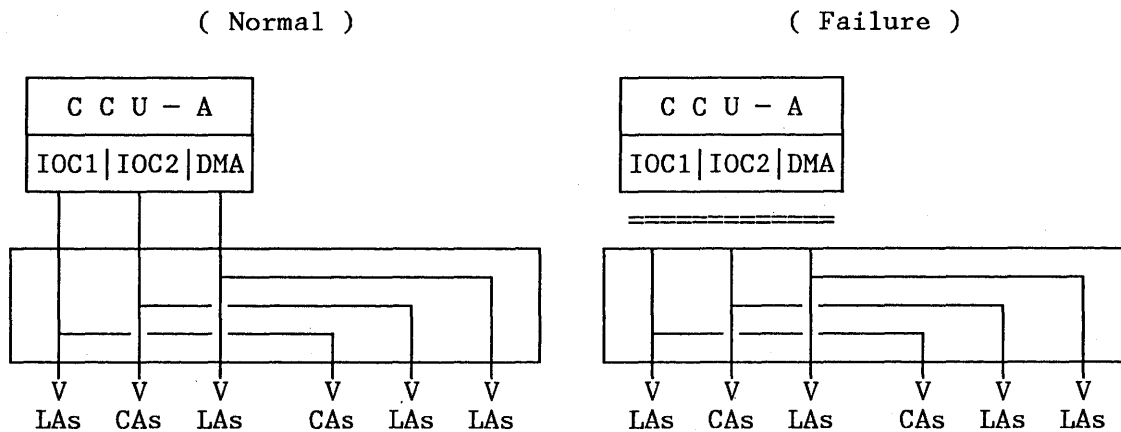 ( Normal )    ( Failure )
C C U – A    C C U – A
IOC1|IOC2|DMA    IOC1|IOC2|DMA
V V V V V V    V V V V V V
LAs CAs LAs CAs LAs LAs    LAs CAs LAs CAs LAs LAs